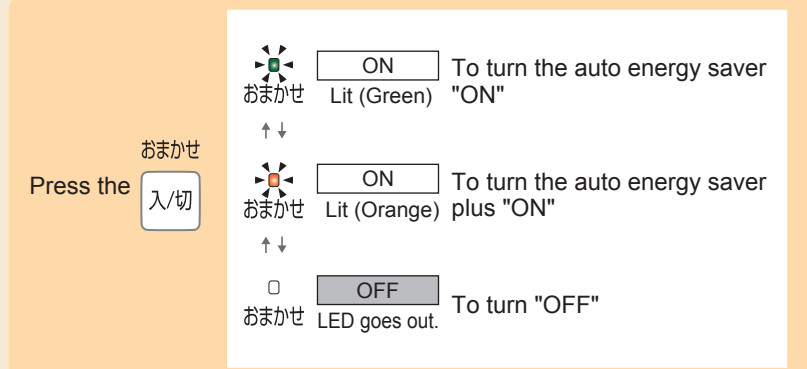 おまかせ
Press the 入/切
おまかせ
ON
Lit (Green)
To turn the auto energy saver
"ON"
↑↓
おまかせ
ON
Lit (Orange)
To turn the auto energy saver
plus "ON"
↑↓
おまかせ
OFF
LED goes out.
To turn "OFF"